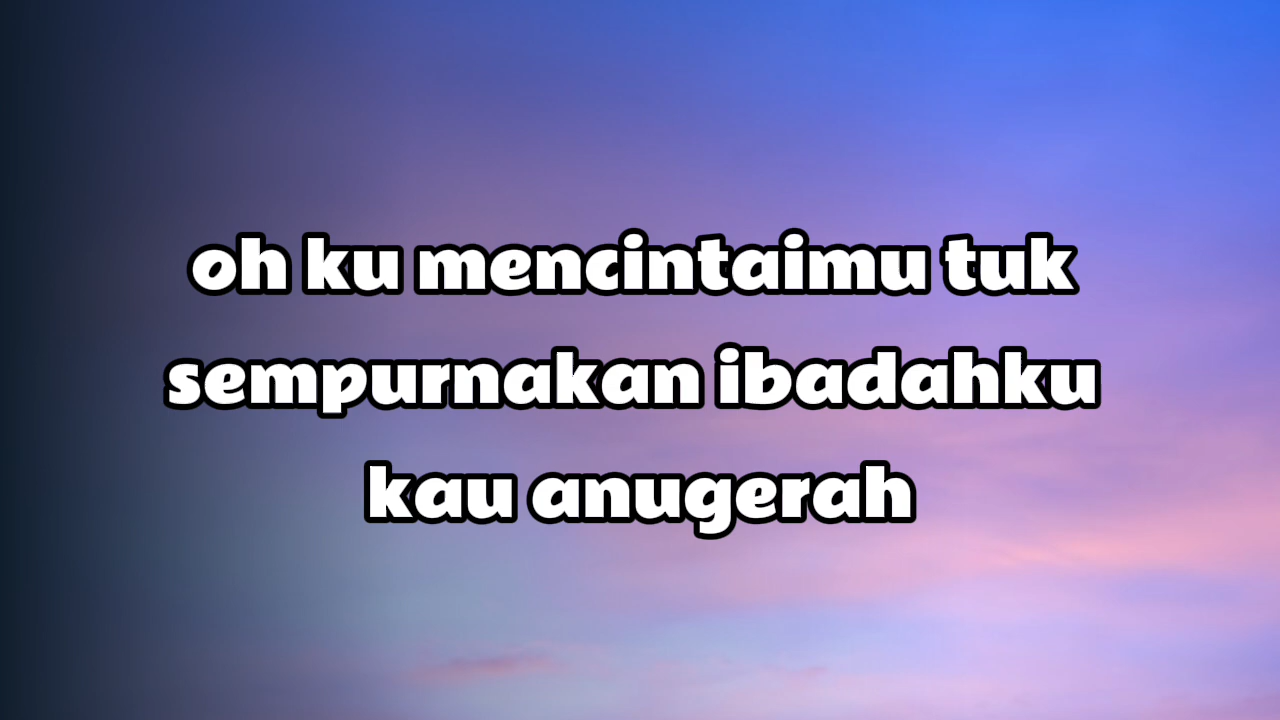 oh ku mencintaimu tuk
sempurnakan ibadahku
kau anugerah